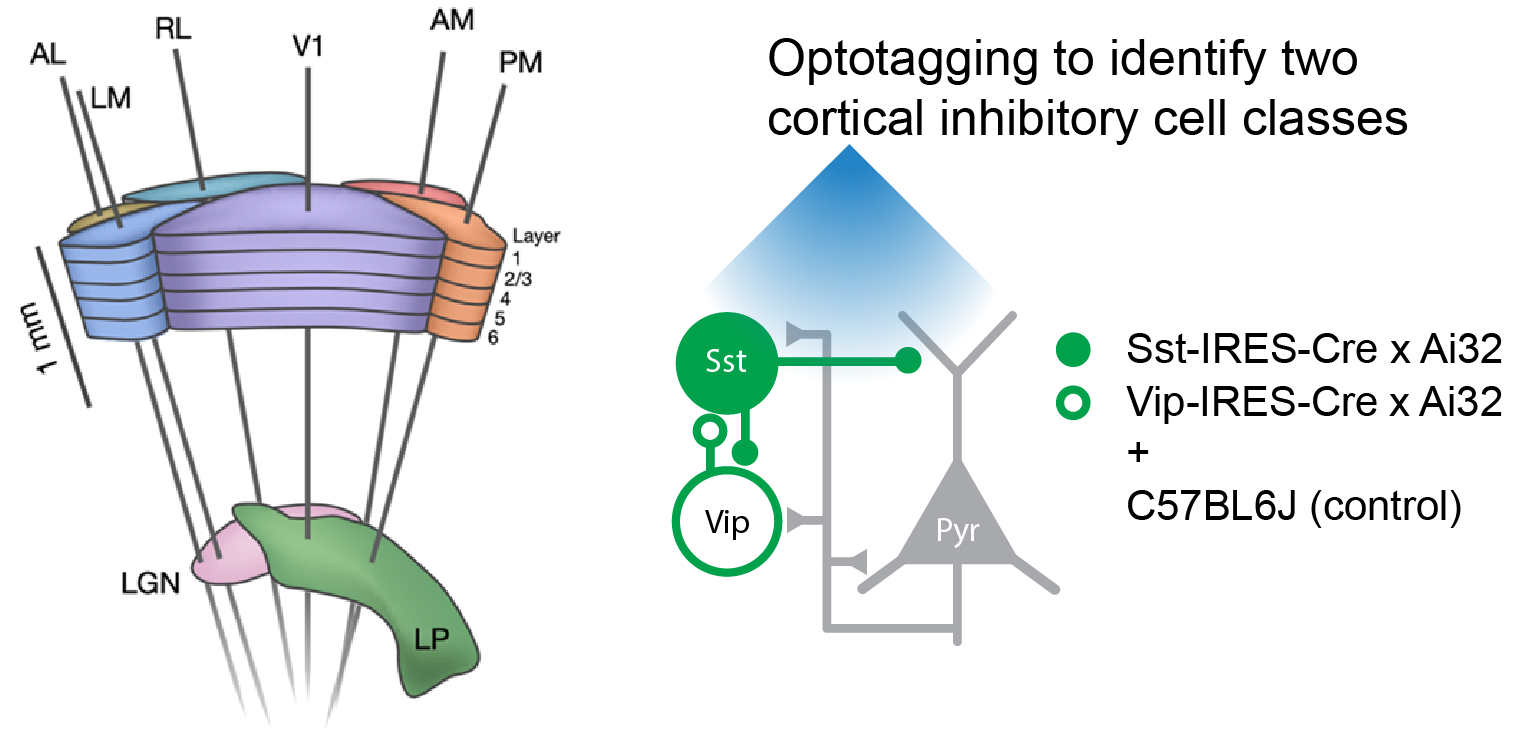 AL
LM
RL
V1
AM
PM
Layer
1
2/3
4
5
6
1 mm
LGN
LP
Optotagging to identify two
cortical inhibitory cell classes
Sst
Vip
Pyr
Sst-IRES-Cre x Ai32
Vip-IRES-Cre x Ai32
+
C57BL6J (control)